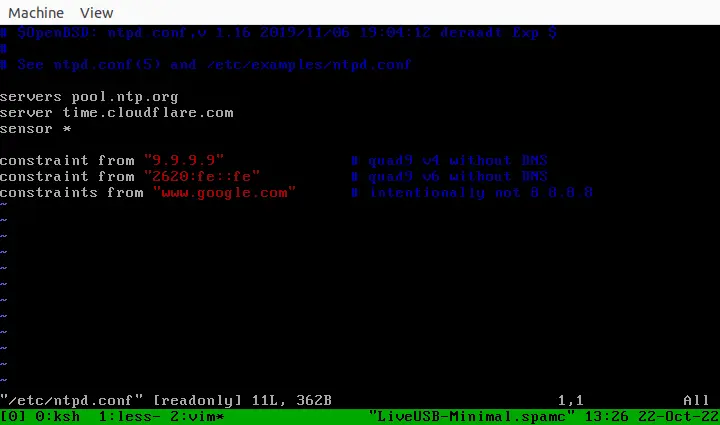 Machine View
# $OpenBSD: ntpd.conf,v 1.16 2019/11/06 19:04:12 deraadt Exp $
#
# See ntpd.conf(5) and /etc/examples/ntpd.conf
servers pool.ntp.org
server time.cloudflare.com
sensor *
constraint from "9.9.9.9" # quad9 v4 without DNS
constraint from "2620:fe::fe" # quad9 v6 without DNS
constraints from "www.google.com" # intentionally not 8.8.8.8
~
~
~
~
~
~
~
~
~
~
~
~
"/etc/ntpd.conf" [readonly] 11L, 362B 1,1 All
[0] 0:ksh 1:less- 2:vim* "LiveUSB-Minimal.spamc" 13:26 22-Oct-22